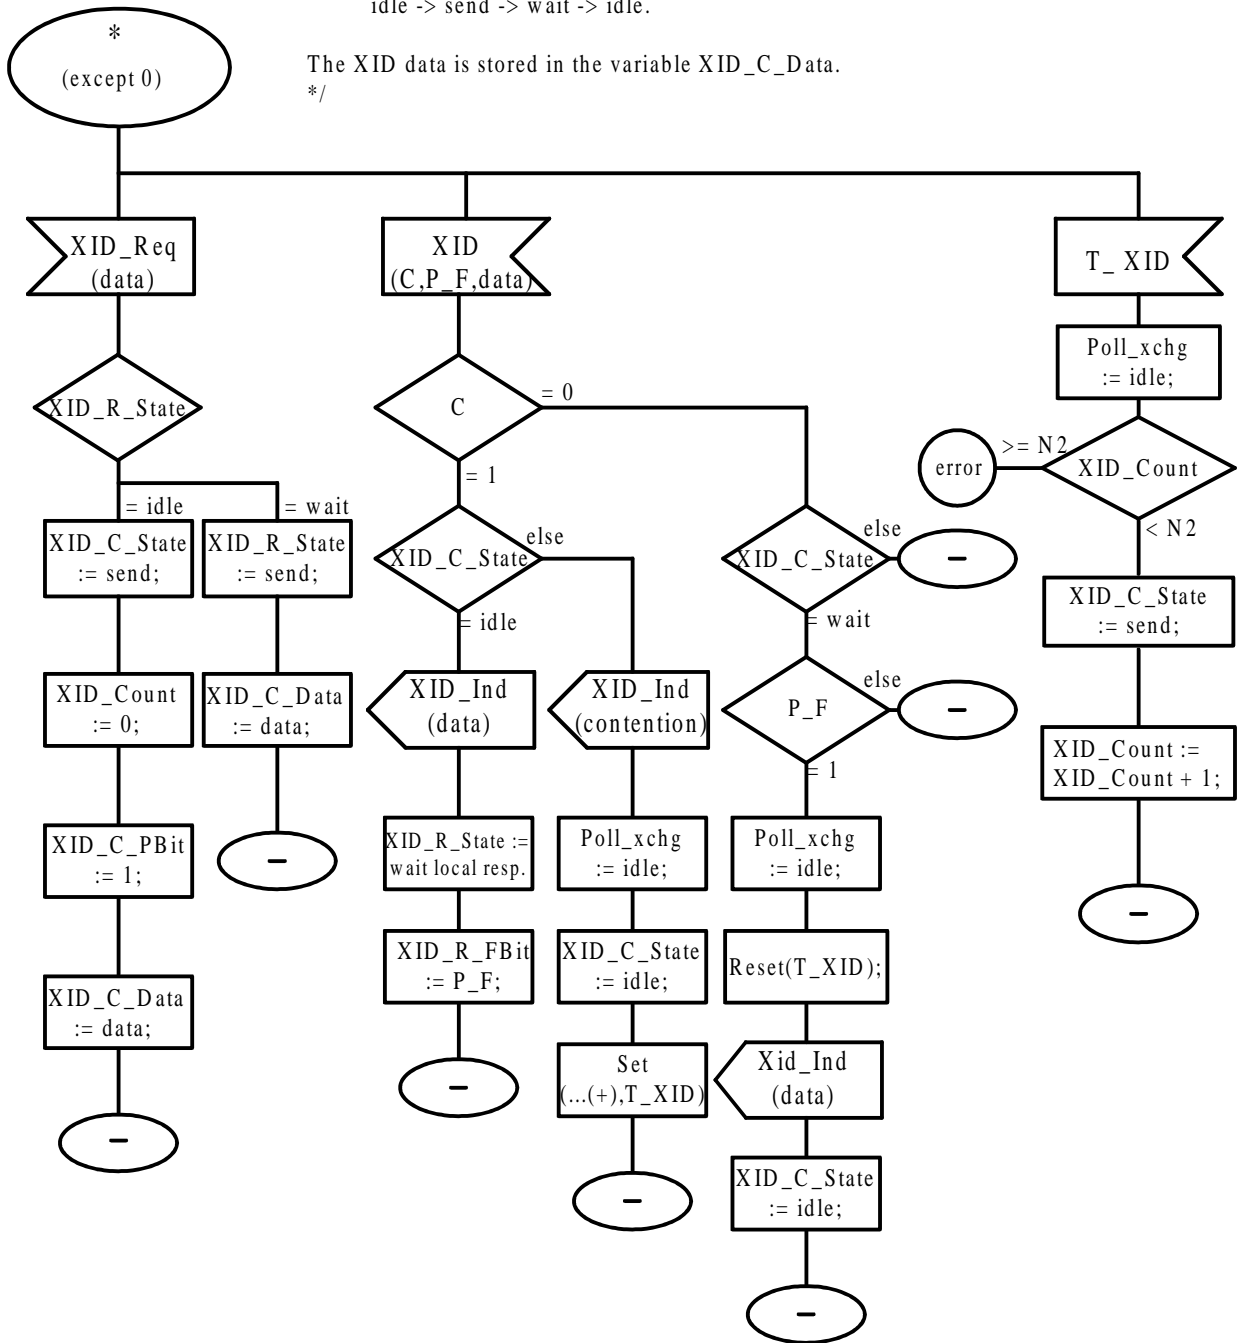 idle -> send -> wait -> idle.
The XID data is stored in the variable XID_C_Data.
*/
*
(except 0)
XID_Req
(data)
XID_R_State
= idle
XID_C_State
:= send;
XID_Count
:= 0;
XID_C_PBit
:= 1;
XID_C_Data
:= data;
–
= wait
XID_R_State
:= send;
XID_C_Data
:= data;
–
XID
(C,P_F,data)
C
= 1
XID_C_State
= idle
XID_Ind
(data)
XID_R_State :=
wait local resp.
XID_R_FBit
:= P_F;
–
else
XID_Ind
(contention)
Poll_xchg
:= idle;
XID_C_State
:= idle;
Set
(...(+),T_XID)
–
= 0
XID_C_State
else
–
= wait
P_F
else
–
= 1
Poll_xchg
:= idle;
Reset(T_XID);
Xid_Ind
(data)
XID_C_State
:= idle;
–
T_ XID
Poll_xchg
:= idle;
XID_Count
>= N2
error
< N2
XID_C_State
:= send;
XID_Count :=
XID_Count + 1;
–